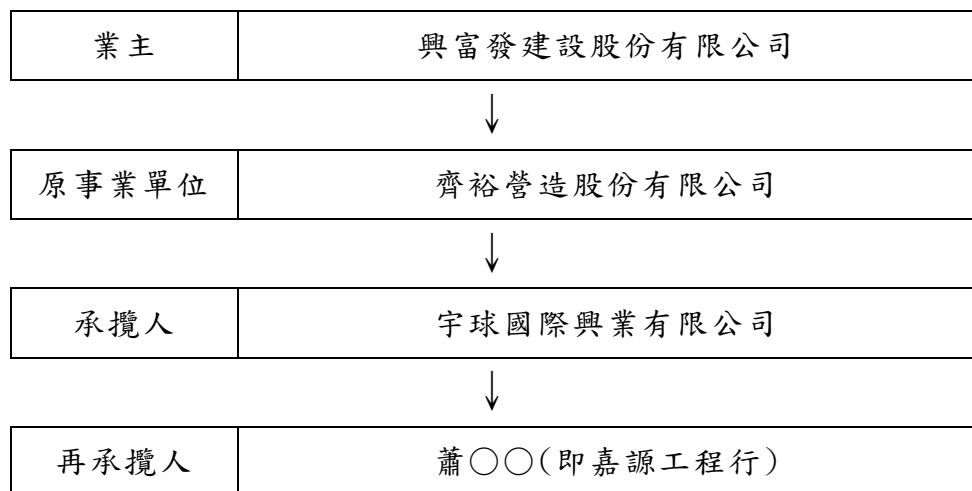 業主 興富發建設股份有限公司
↓
原事業單位 齊裕營造股份有限公司
↓
承攬人 宇球國際興業有限公司
↓
再承攬人 蕭○○(即嘉源工程行)